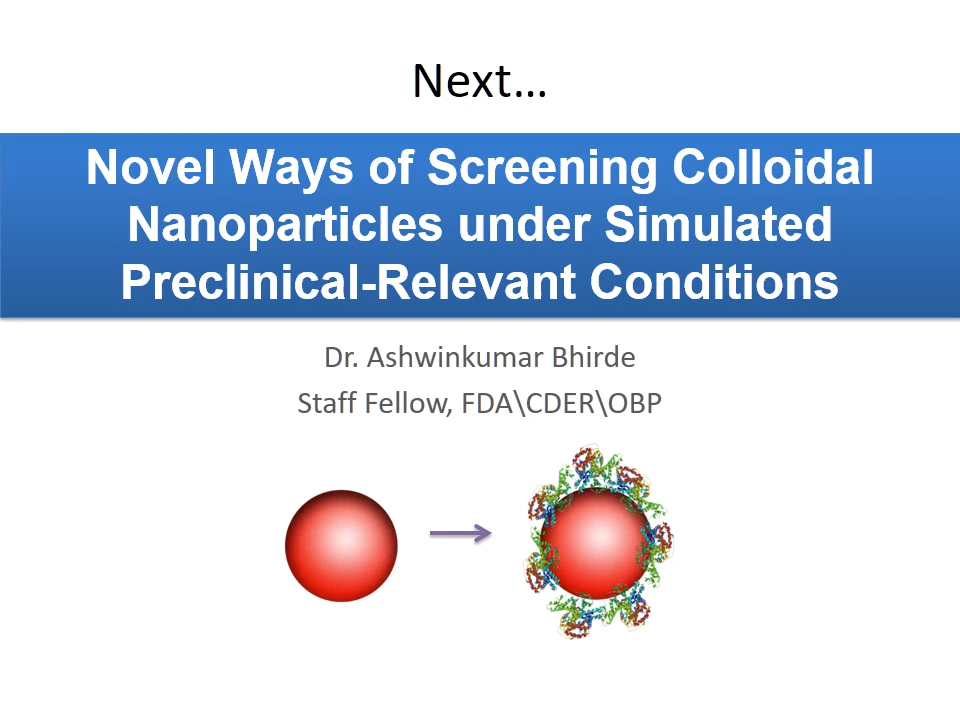 Next...
Novel Ways of Screening Colloidal
Nanoparticles under Simulated
Preclinical-Relevant Conditions
Dr. Ashwinkumar Bhirde
Staff Fellow, FDA\CDER\OBP